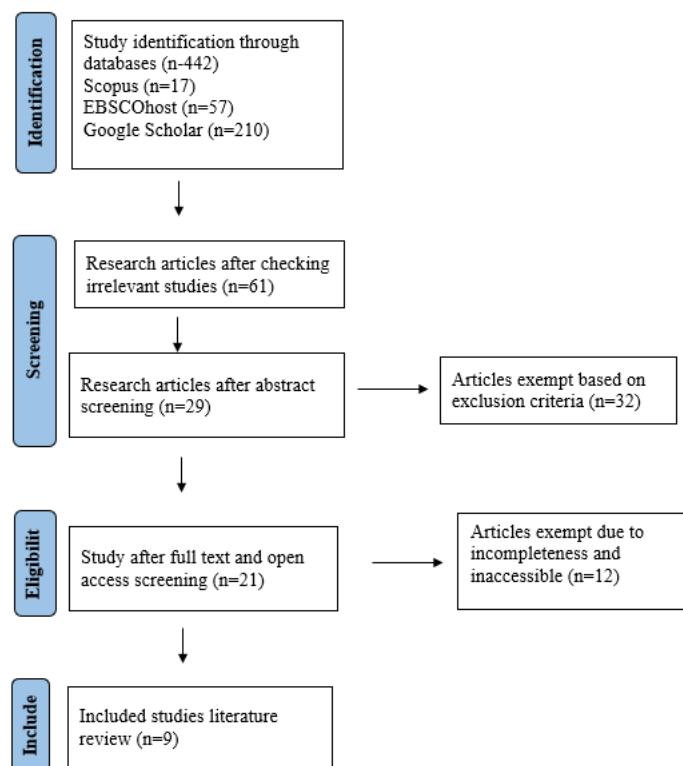 Identification
Study identification through
databases (n-442)
Scopus (n=17)
EBSCOhost (n=57)
Google Scholar (n=210)
Screening
Research articles after checking
irrelevant studies (n=61)
Research articles after abstract
screening (n=29)
Articles exempt based on
exclusion criteria (n=32)
Eligibilit
Study after full text and open
access screening (n=21)
Articles exempt due to
incompleteness and
inaccessible (n=12)
Include
Included studies literature
review (n=9)